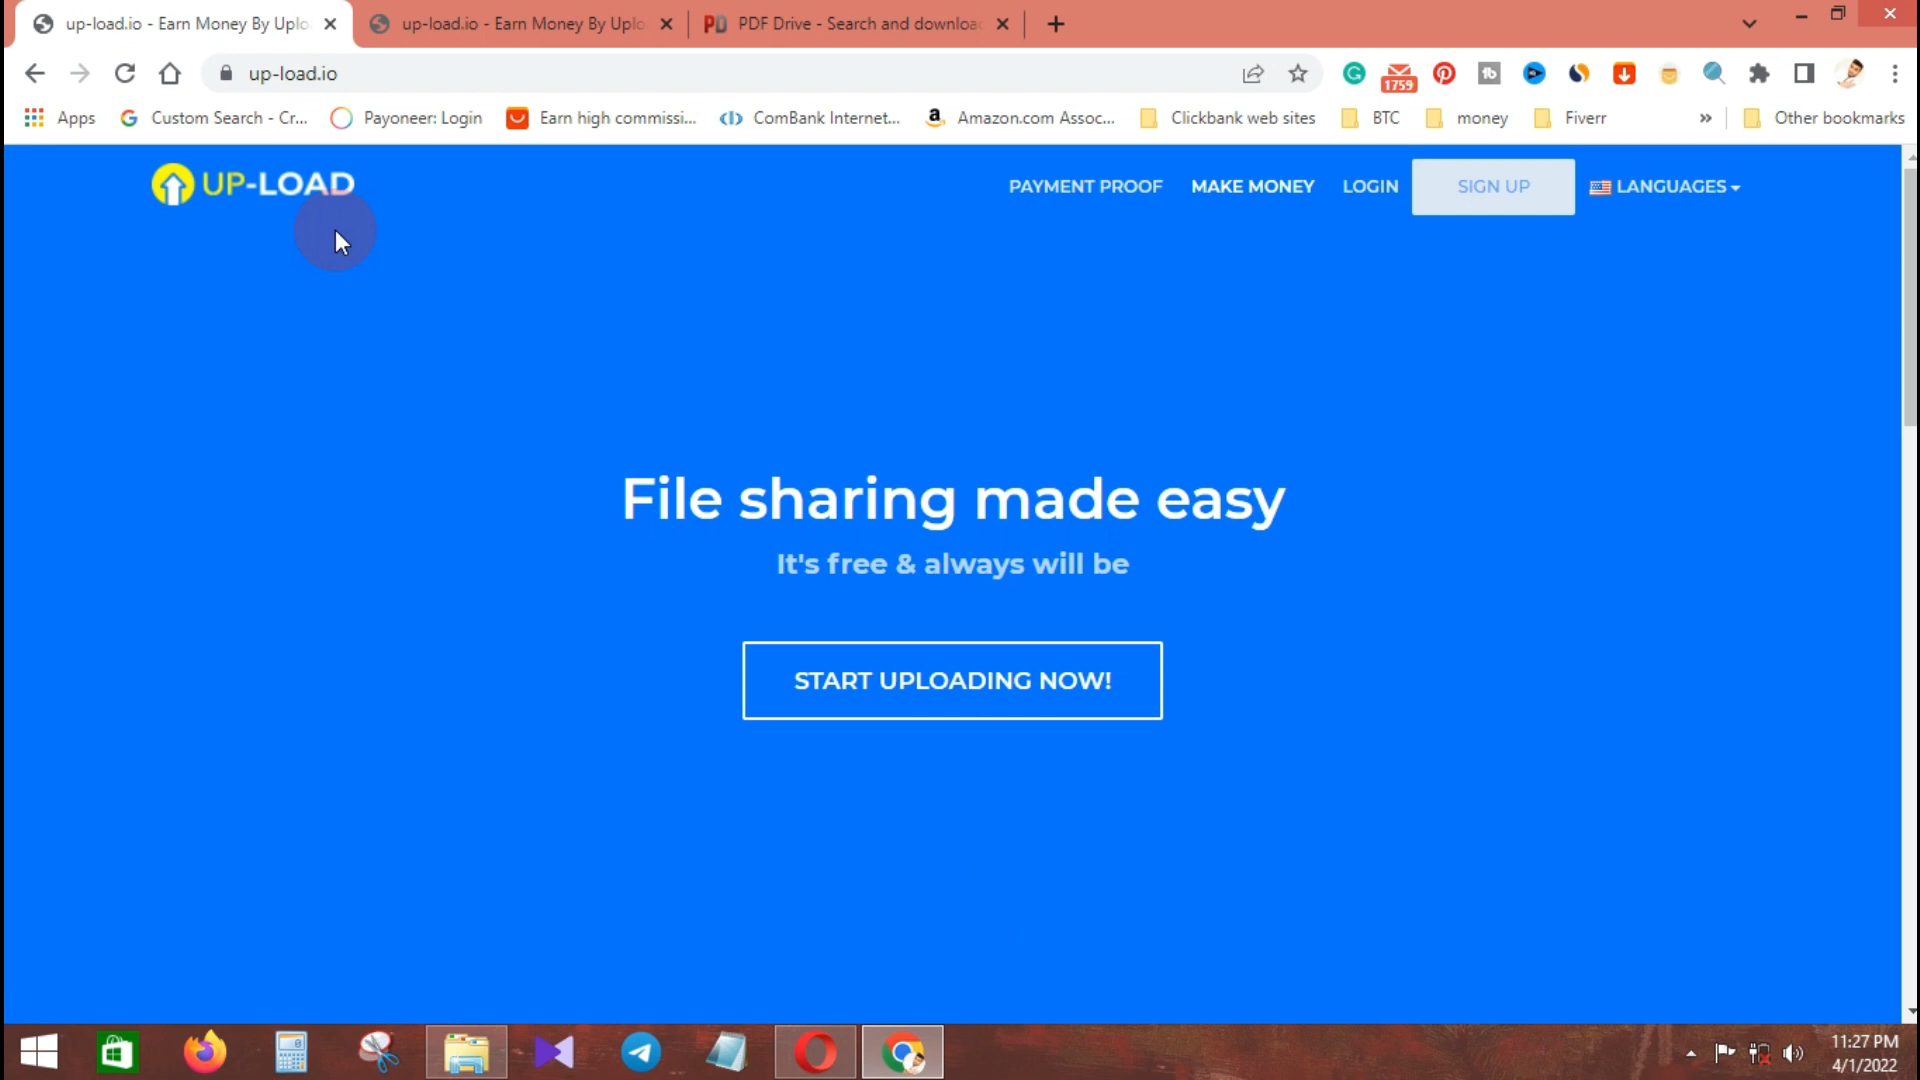 up-load.io - Earn Money By Uplo
up-load.io - Earn Money By Uplo
PD PDF Drive - Search and downloa
up-load.io
1759
Apps
Custom Search - Cr...
Payoneer: Login
Earn high commissi...
ComBank Internet...
Amazon.com Assoc...
Clickbank web sites
BTC
money
Fiverr
»
Other bookmarks
UP-LOAD
PAYMENT PROOF
MAKE MONEY
LOGIN
SIGN UP
LANGUAGES
File sharing made easy
It's free & always will be
START UPLOADING NOW!
11:27 PM
4/1/2022